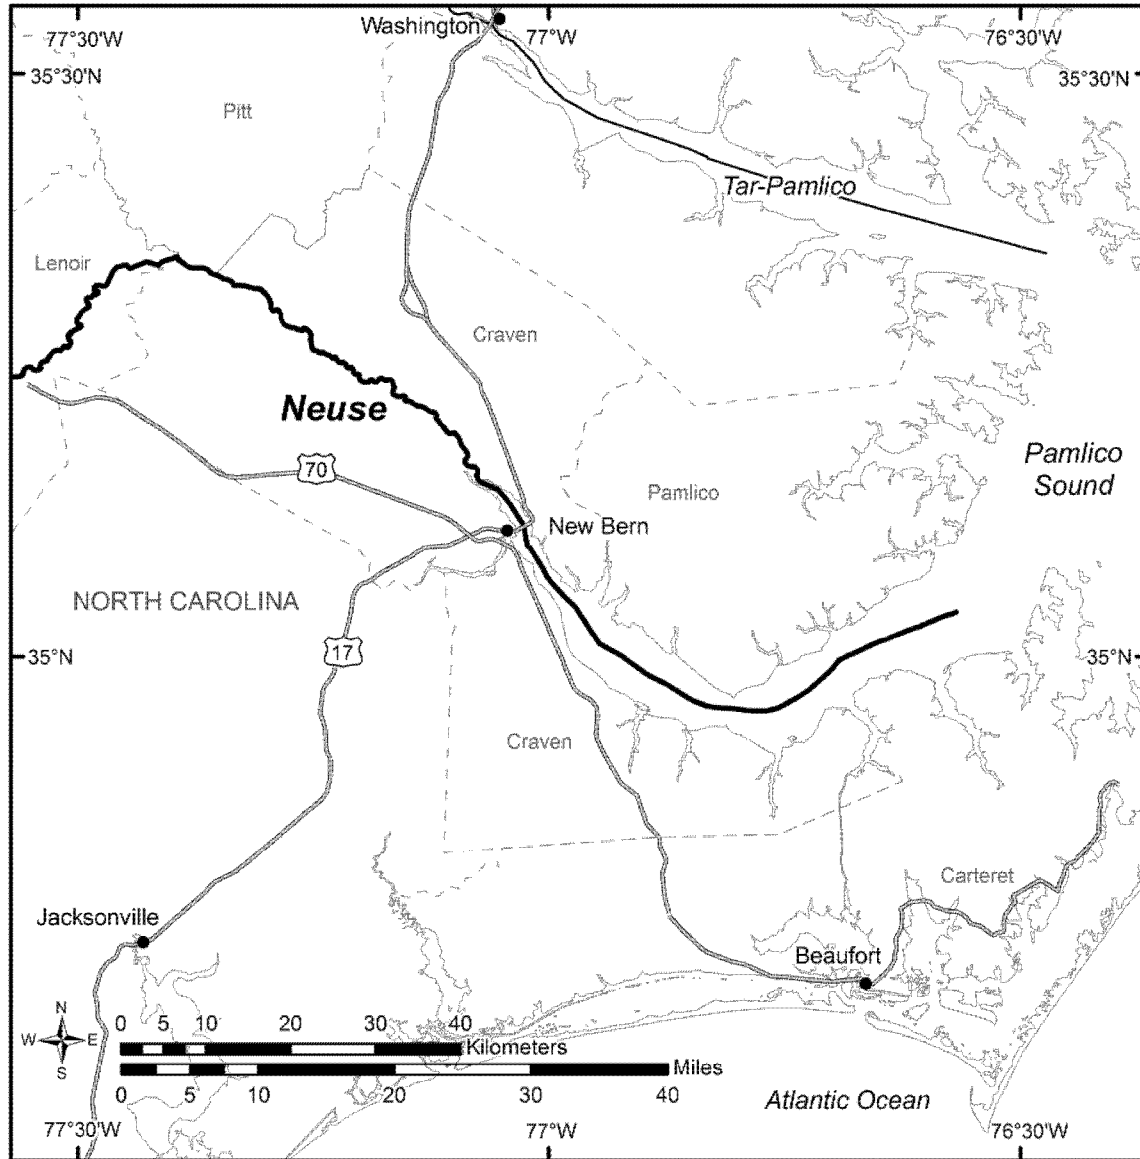 Washington
77°30'W
77°W
76°30'W
35°30'N
35°30'N
Pitt
Tar-Pamlico
Lenoir
Craven
Neuse
Pamlico
Sound
70
Pamlico
New Bern
NORTH CAROLINA
17
35°N
35°N
Craven
Carteret
Jacksonville
Beaufort
N
W E
S
0 5 10 20 30 40
Kilometers
Miles
0 5 10 20 30 40
Atlantic Ocean
77°30'W
77°W
76°30'W